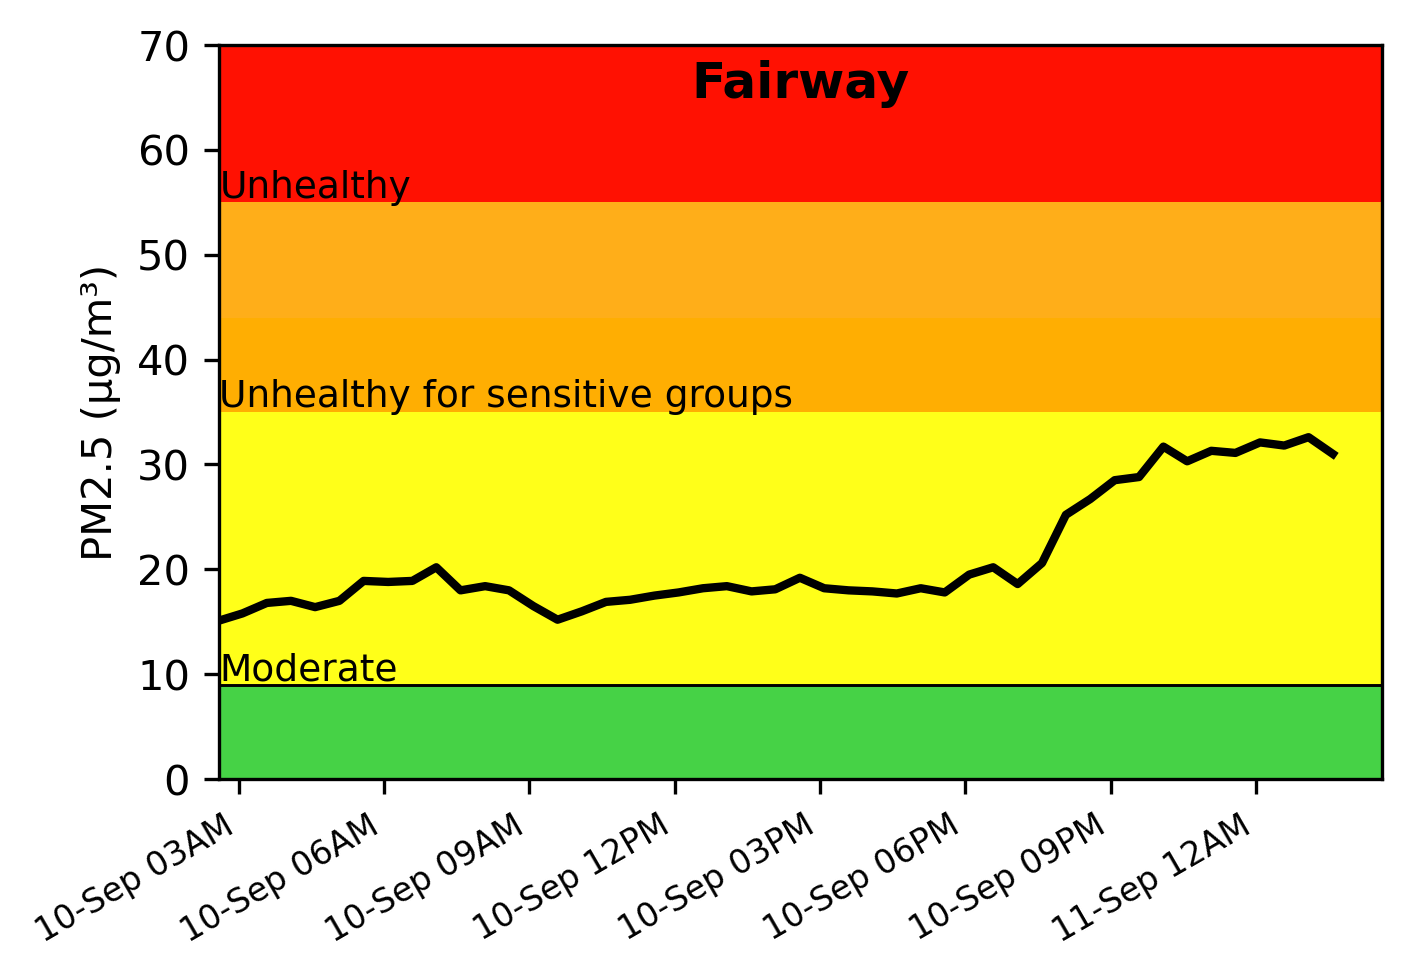 Fairway
PM2.5 (µg/m³)
70
60
50
40
30
20
10
0
Unhealthy
Unhealthy for sensitive groups
Moderate
10-Sep 03AM
10-Sep 06AM
10-Sep 09AM
10-Sep 12PM
10-Sep 03PM
10-Sep 06PM
10-Sep 09PM
11-Sep 12AM